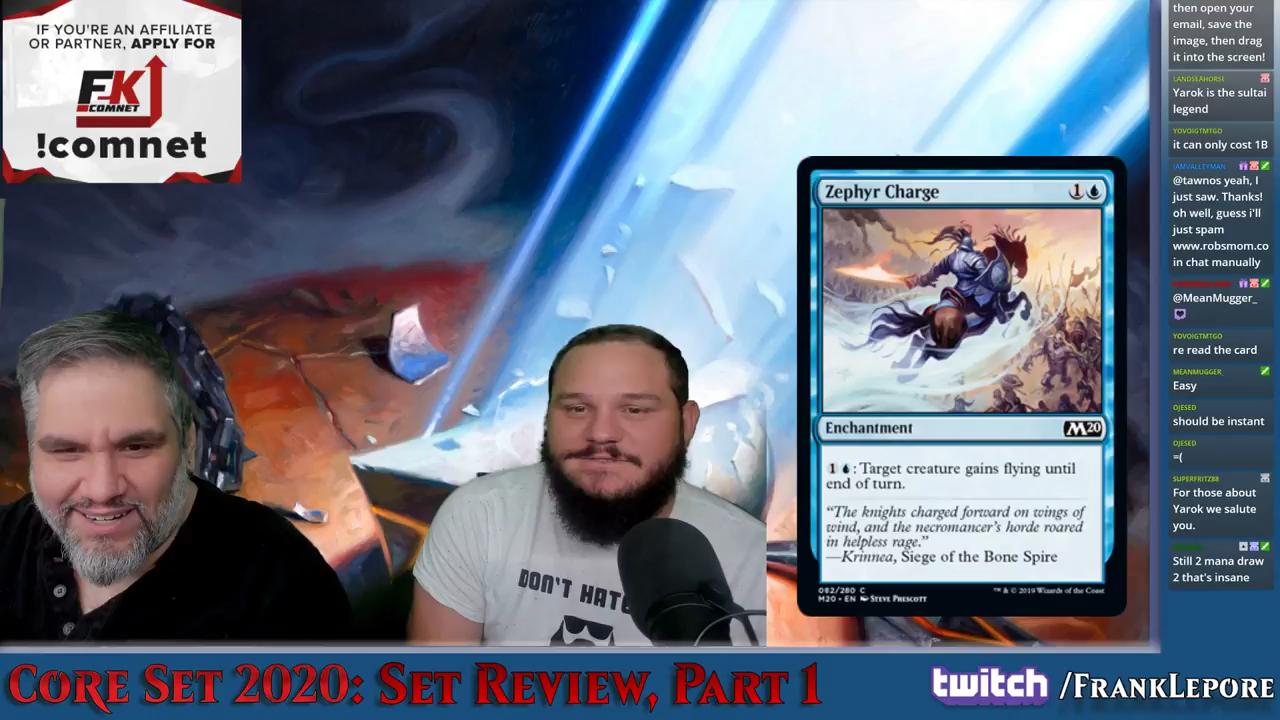 IF YOU'RE AN AFFILIATE
OR PARTNER, APPLY FOR
F2K
COMNET
!comnet
then open your
email, save the
image, then drag
it into the screen!
LANDSEAHORSE
Yarok is the sultai
legend
YOVOIGTMTGO
it can only cost 1B
IAMVALLEYMAN
@tawnos yeah, I
just saw. Thanks!
oh well, guess i'll
just spam
www.robsmom.co
in chat manually
@MeanMugger_
YOVOIGTMTGO
re read the card
MEANMUGGER_
Easy
OJESED
should be instant
OJESED
=(
SUPERFRITZ88
For those about
Yarok we salute
you.
Still 2 mana draw
2 that's insane
Zephyr Charge
1
Enchantment
M20
1 : Target creature gains flying until
end of turn.
"The knights charged forward on wings of
wind, and the necromancer's horde roared
in helpless rage."
—Krinnea, Siege of the Bone Spire
082/280 C
M20 • EN Steve Prescott
™ & © 2019 Wizards of the Coast
DON'T HATE
Core Set 2020: Set Review, Part 1
twitch /FrankLepore